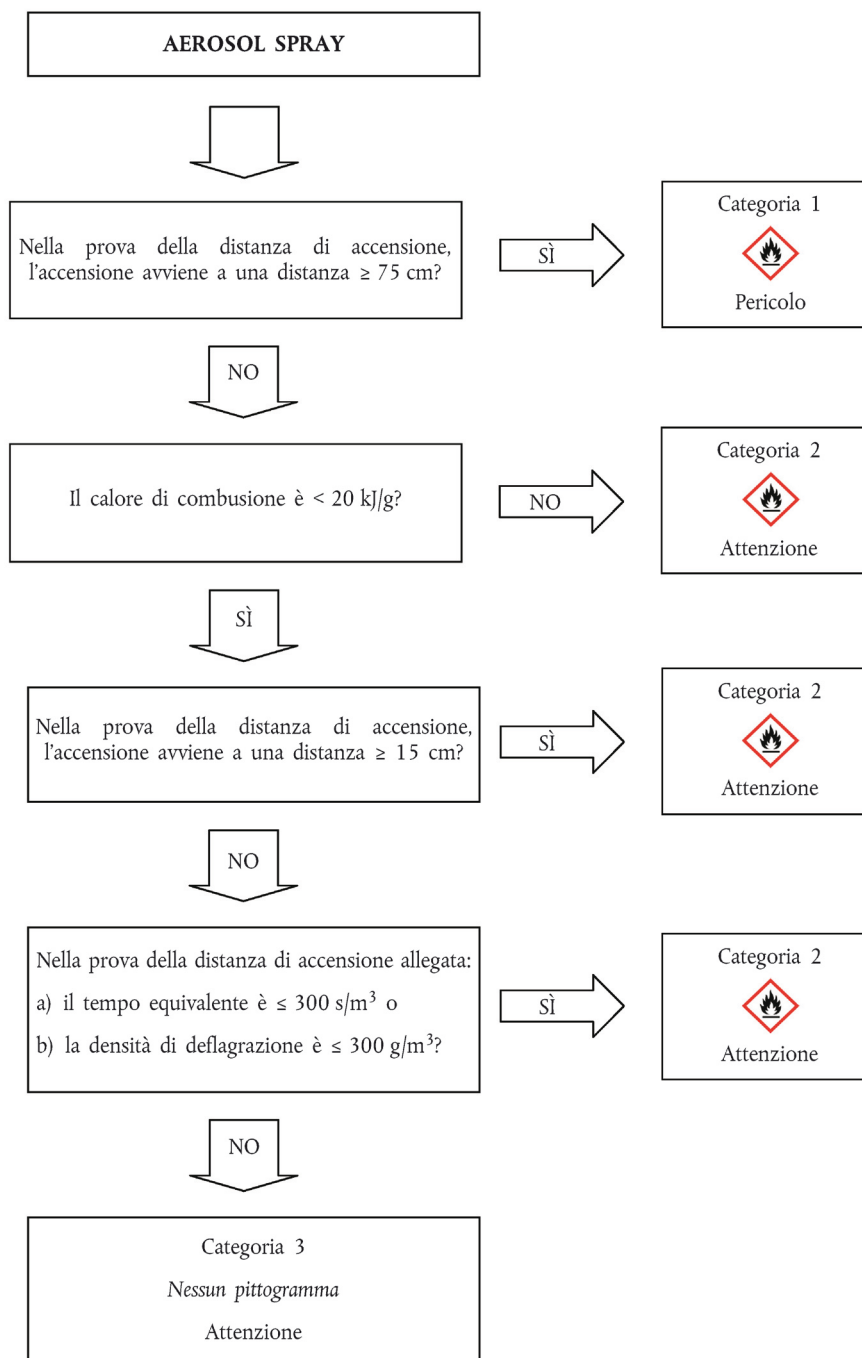 AEROSOL SPRAY
Nella prova della distanza di accensione,
l'accensione avviene a una distanza ≥ 75 cm?
SÌ
Categoria 1
Pericolo
NO
Il calore di combusione è < 20 kJ/g?
NO
Categoria 2
Attenzione
SÌ
Nella prova della distanza di accensione,
l'accensione avviene a una distanza ≥ 15 cm?
SÌ
Categoria 2
Attenzione
NO
Nella prova della distanza di accensione allegata:
a) il tempo equivalente è ≤ 300 s/m³ o
b) la densità di deflagrazione è ≤ 300 g/m³?
SÌ
Categoria 2
Attenzione
NO
Categoria 3
Nessun pittogramma
Attenzione